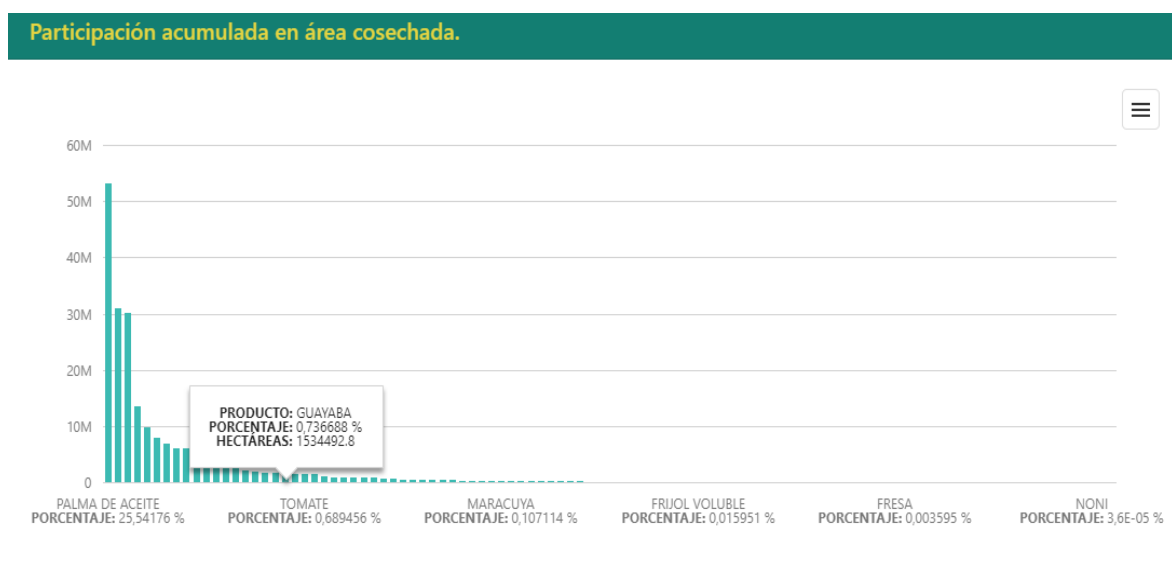 Participación acumulada en área cosechada.
60M
50M
40M
30M
20M
10M
0
PRODUCTO: GUAYABA
PORCENTAJE: 0,736688 %
HECTÁREAS: 1534492.8
PALMA DE ACEITE
PORCENTAJE: 25,54176 %
TOMATE
PORCENTAJE: 0,689456 %
MARACUYA
PORCENTAJE: 0,107114 %
FRIJOL VOLUBLE
PORCENTAJE: 0,015951 %
FRESA
PORCENTAJE: 0,003595 %
NONI
PORCENTAJE: 3,6E-05 %